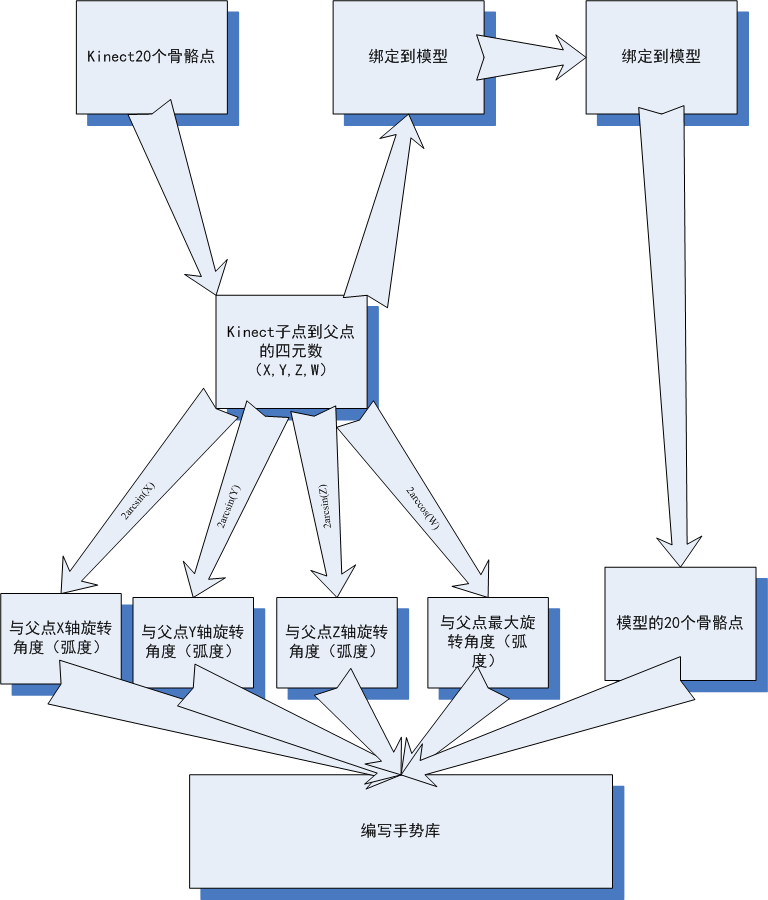 Kinect20个骨骼点
绑定到模型
绑定到模型
Kinect子点到父点
的四元数
(X,Y,Z,W)
2arcsin(X)
2arcsin(Y)
2arcsin(Z)
2arccos(W)
与父点X轴旋转
角度（弧度）
与父点Y轴旋转
角度（弧度）
与父点Z轴旋转
角度（弧度）
与父点最大旋
转角度（弧
度）
模型的20个骨骼点
编写手势库